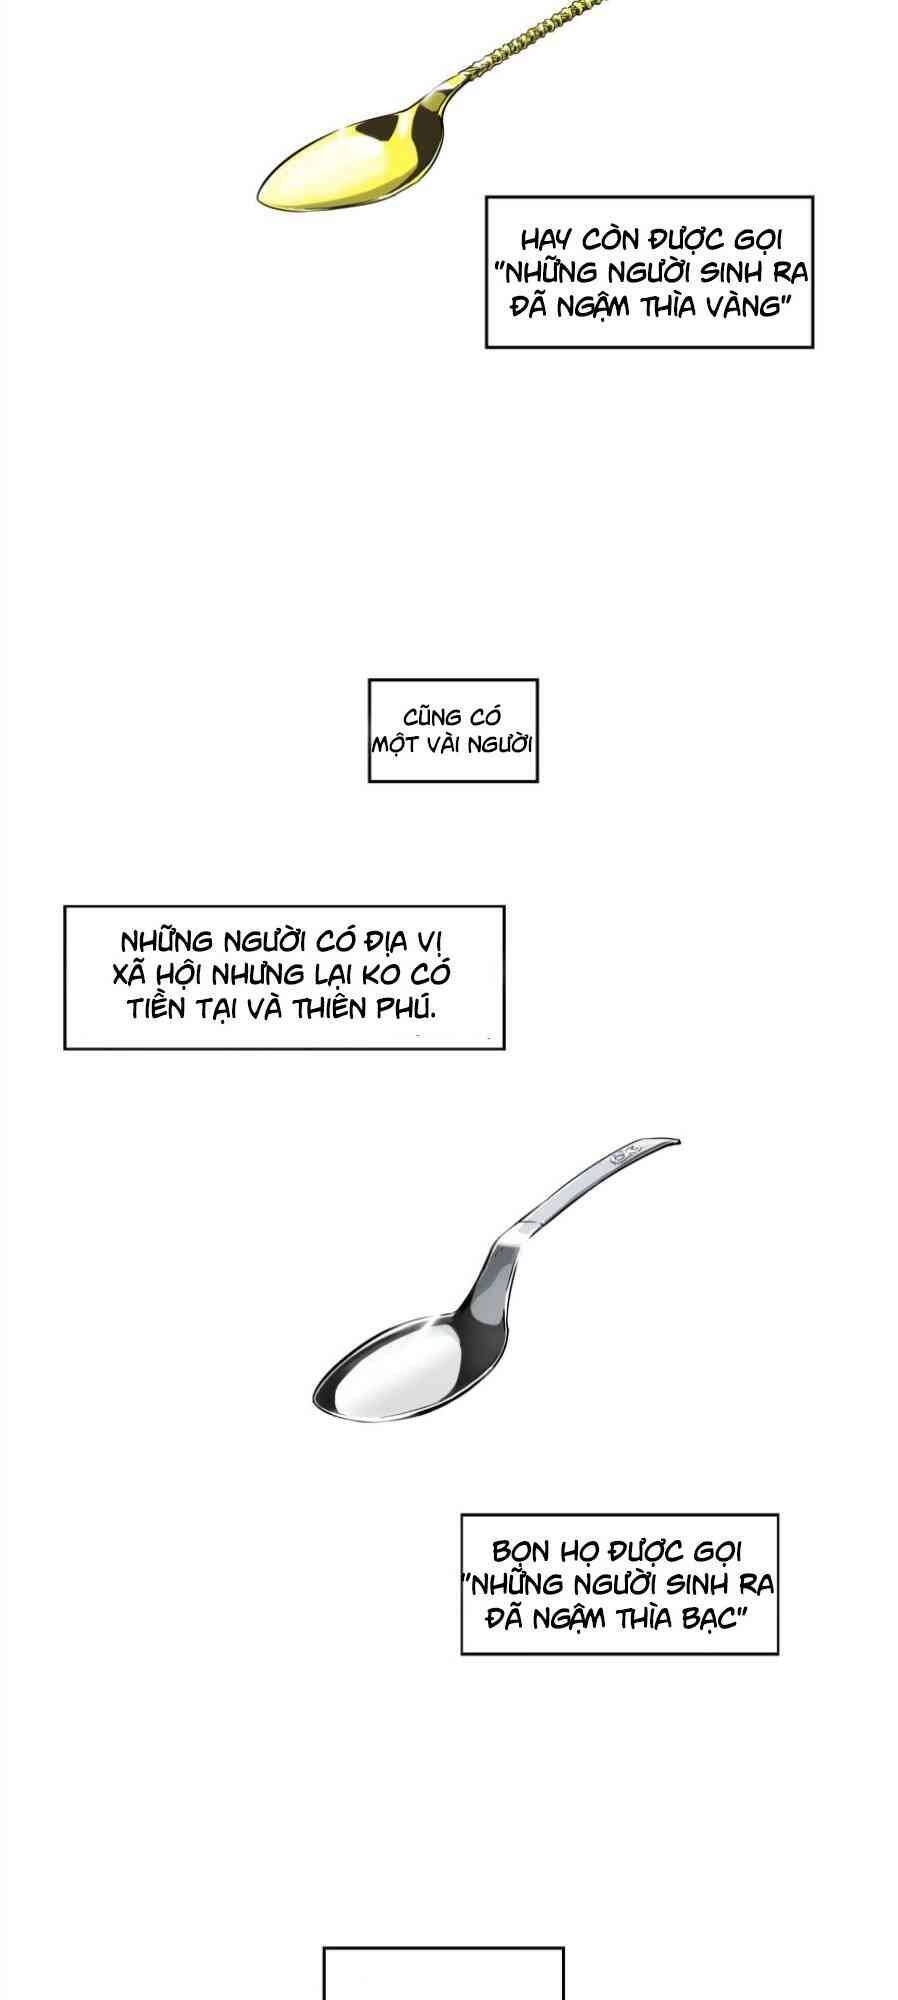 HAY CÒN ĐƯỢC GỌI
"NHỮNG NGƯỜI SINH RA
ĐÃ NGẬM THÌA VÀNG"
CŨNG CÓ
MỘT VÀI NGƯỜI
NHỮNG NGƯỜI CÓ ĐỊA VỊ
XÃ HỘI NHƯNG LẠI KO CÓ
TIỀN TẠI VÀ THIÊN PHÚ.
BỌN HỌ ĐƯỢC GỌI
"NHỮNG NGƯỜI SINH RA
ĐÃ NGẬM THÌA BẠC"